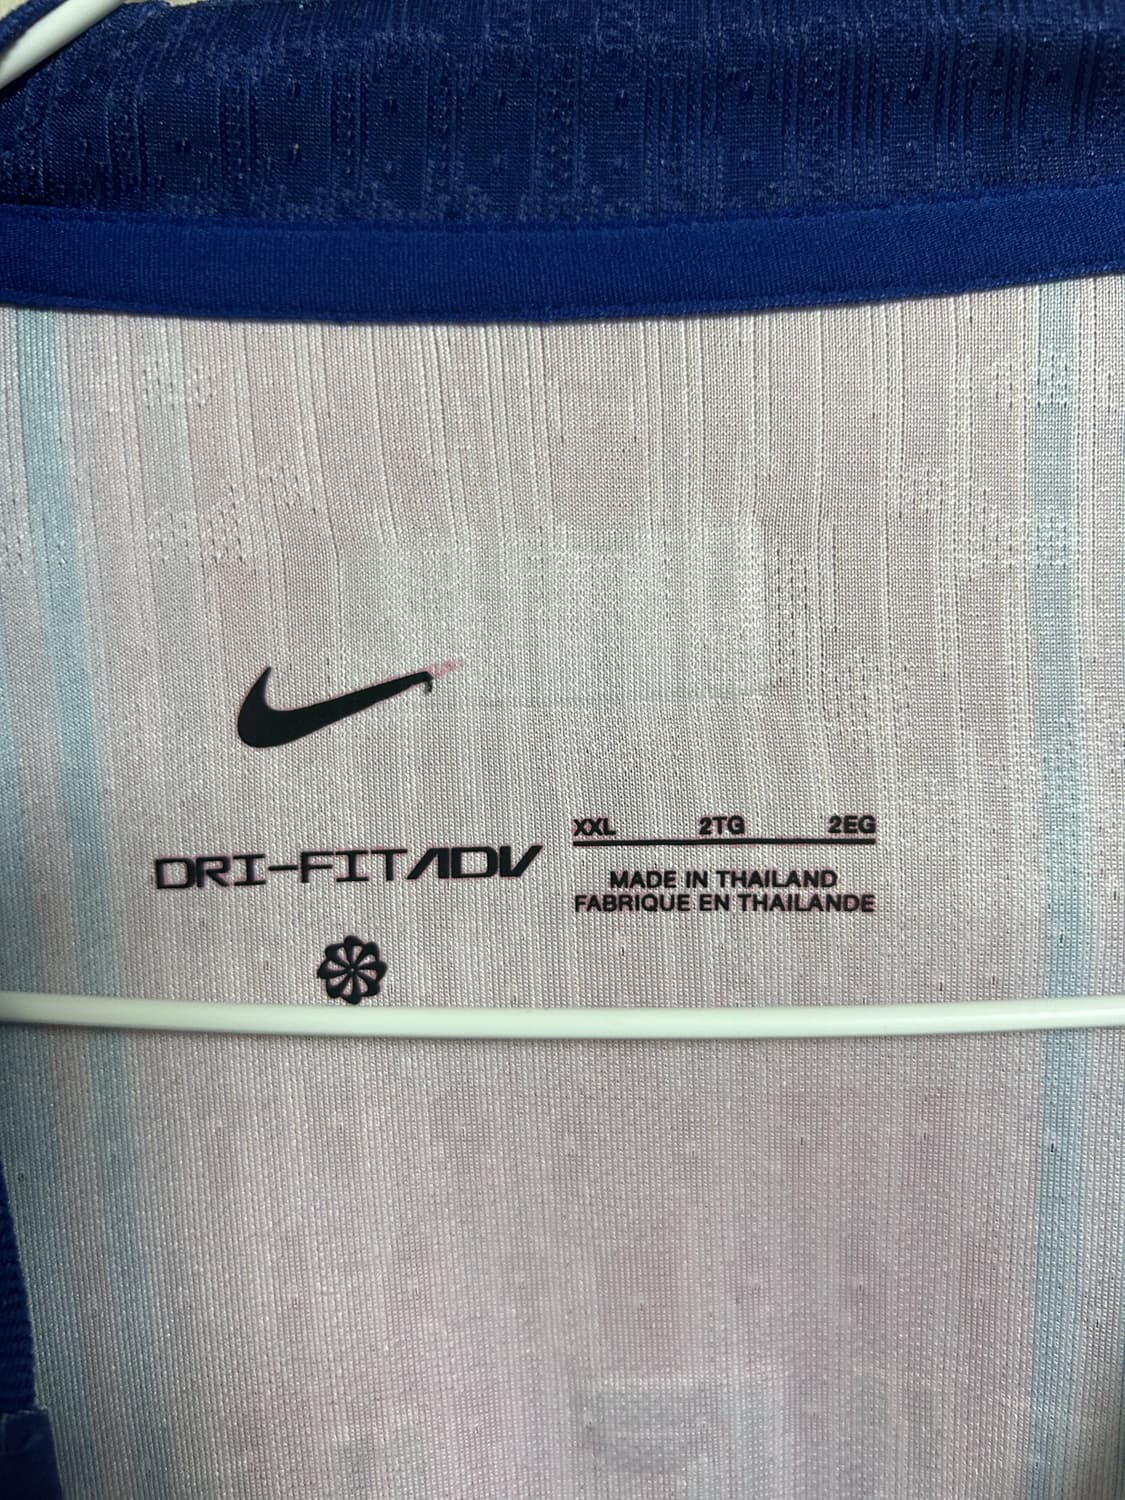 XXL 2TG 2EG
DRI-FIT ADV
MADE IN THAILAND
FABRIQUE EN THAILANDE